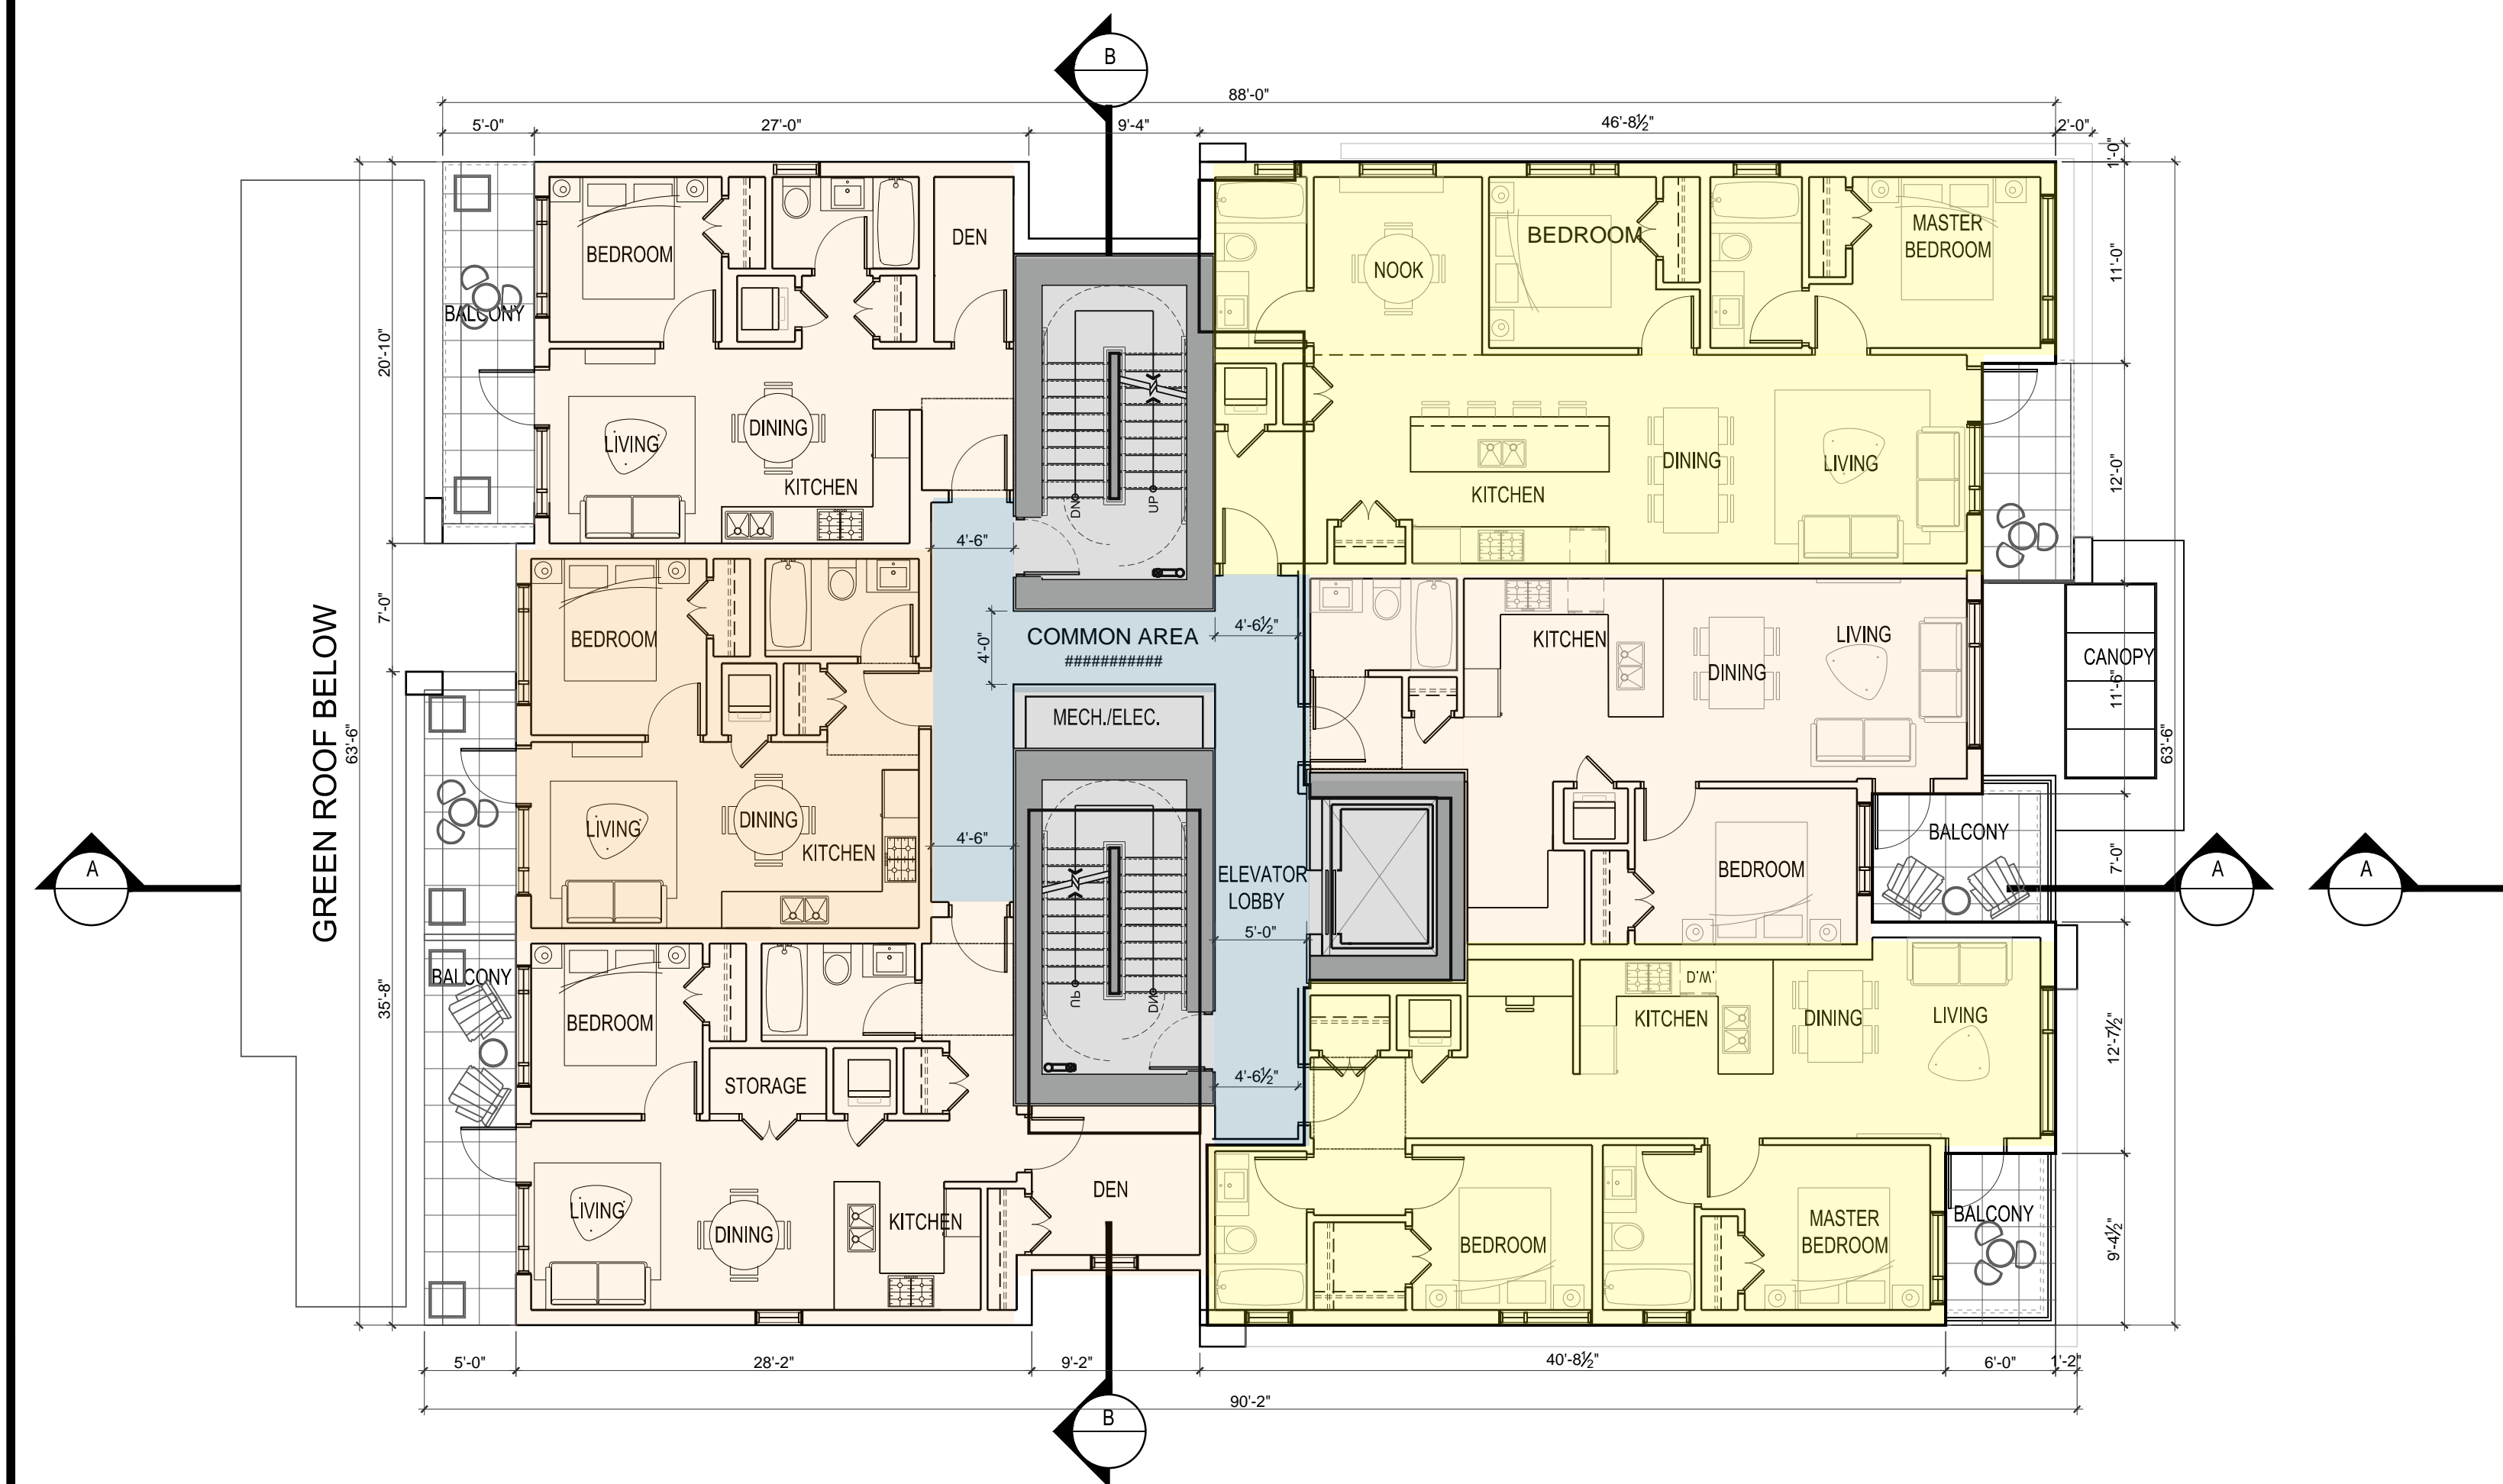 B
88'-0"
5'-0"
27'-0"
9'-4"
46'-8½"
2'-0"
1'-0"
BEDROOM
DEN
BALCONY
LIVING
DINING
KITCHEN
20'-10"
DN
UP
NOOK
BEDROOM
MASTER
BEDROOM
11'-0"
KITCHEN
DINING
LIVING
12'-0"
4'-6"
COMMON AREA
###########
4'-0"
4'-6½"
7'-0"
BEDROOM
LIVING
DINING
KITCHEN
4'-6"
MECH./ELEC.
KITCHEN
DINING
LIVING
CANOPY
11'-6"
63'-6"
GREEN ROOF BELOW
63'-6"
BEDROOM
BALCONY
7'-0"
A
A
A
ELEVATOR
LOBBY
5'-0"
4'-6½"
UP
DN
35'-8"
BALCONY
BEDROOM
STORAGE
LIVING
DINING
KITCHEN
DEN
W.D.
KITCHEN
DINING
LIVING
12'-7½"
BEDROOM
MASTER
BEDROOM
BALCONY
9'-4½"
5'-0"
28'-2"
9'-2"
40'-8½"
6'-0"
1'-2"
90'-2"
B